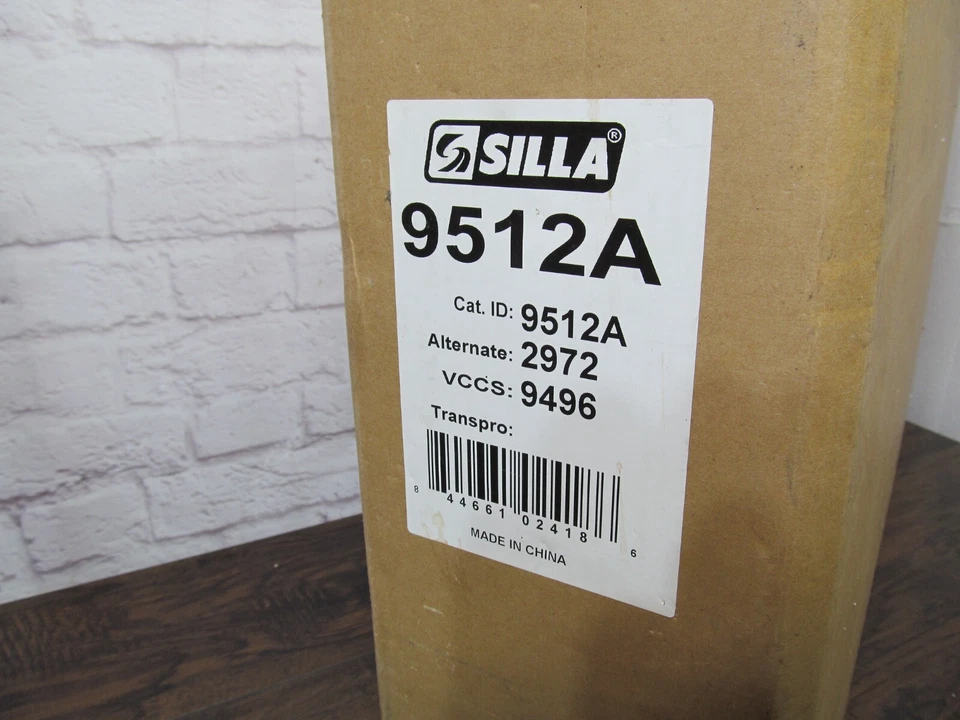 SILLA®
9512A
Cat. ID: 9512A
Alternate: 2972
VCCS: 9496
Transpro:
8 44661 02418 6
MADE IN CHINA